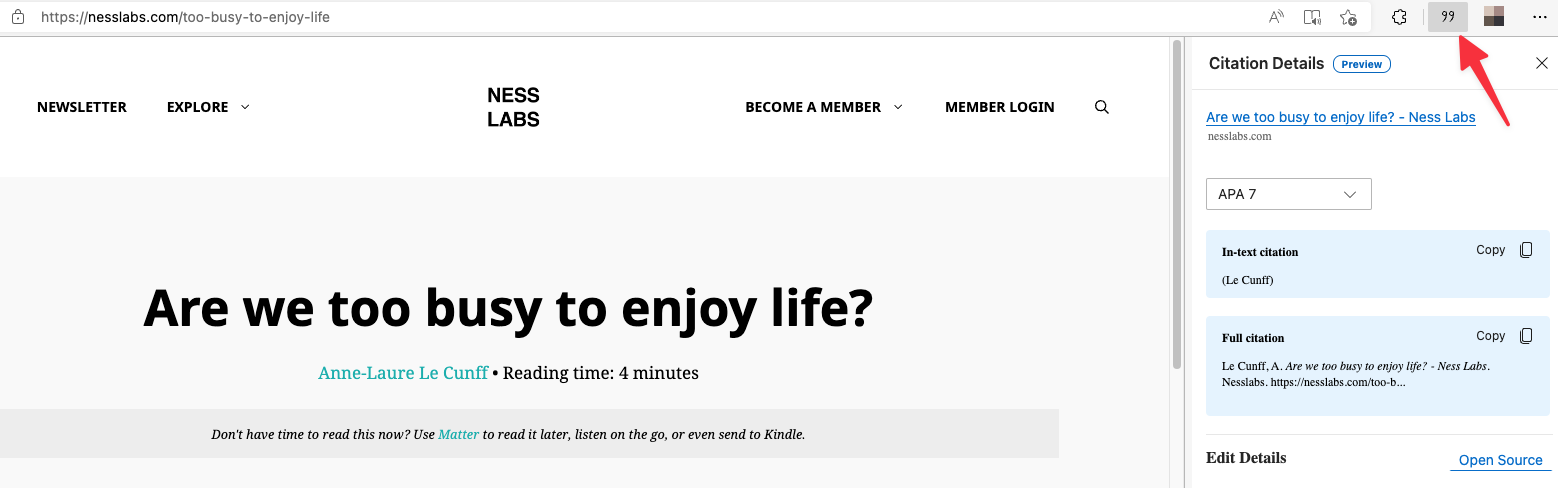 https://nesslabs.com/too-busy-to-enjoy-life
Citation Details Preview
NEWSLETTER EXPLORE NESS LABS BECOME A MEMBER MEMBER LOGIN
Are we too busy to enjoy life? - Ness Labs
nesslabs.com
APA 7
In-text citation Copy
(Le Cunff)
Are we too busy to enjoy life?
Anne-Laure Le Cunff • Reading time: 4 minutes
Don't have time to read this now? Use Matter to read it later, listen on the go, or even send to Kindle.
Full citation Copy
Le Cunff, A. Are we too busy to enjoy life? - Ness Labs.
Nesslabs. https://nesslabs.com/too-b...
Edit Details Open Source